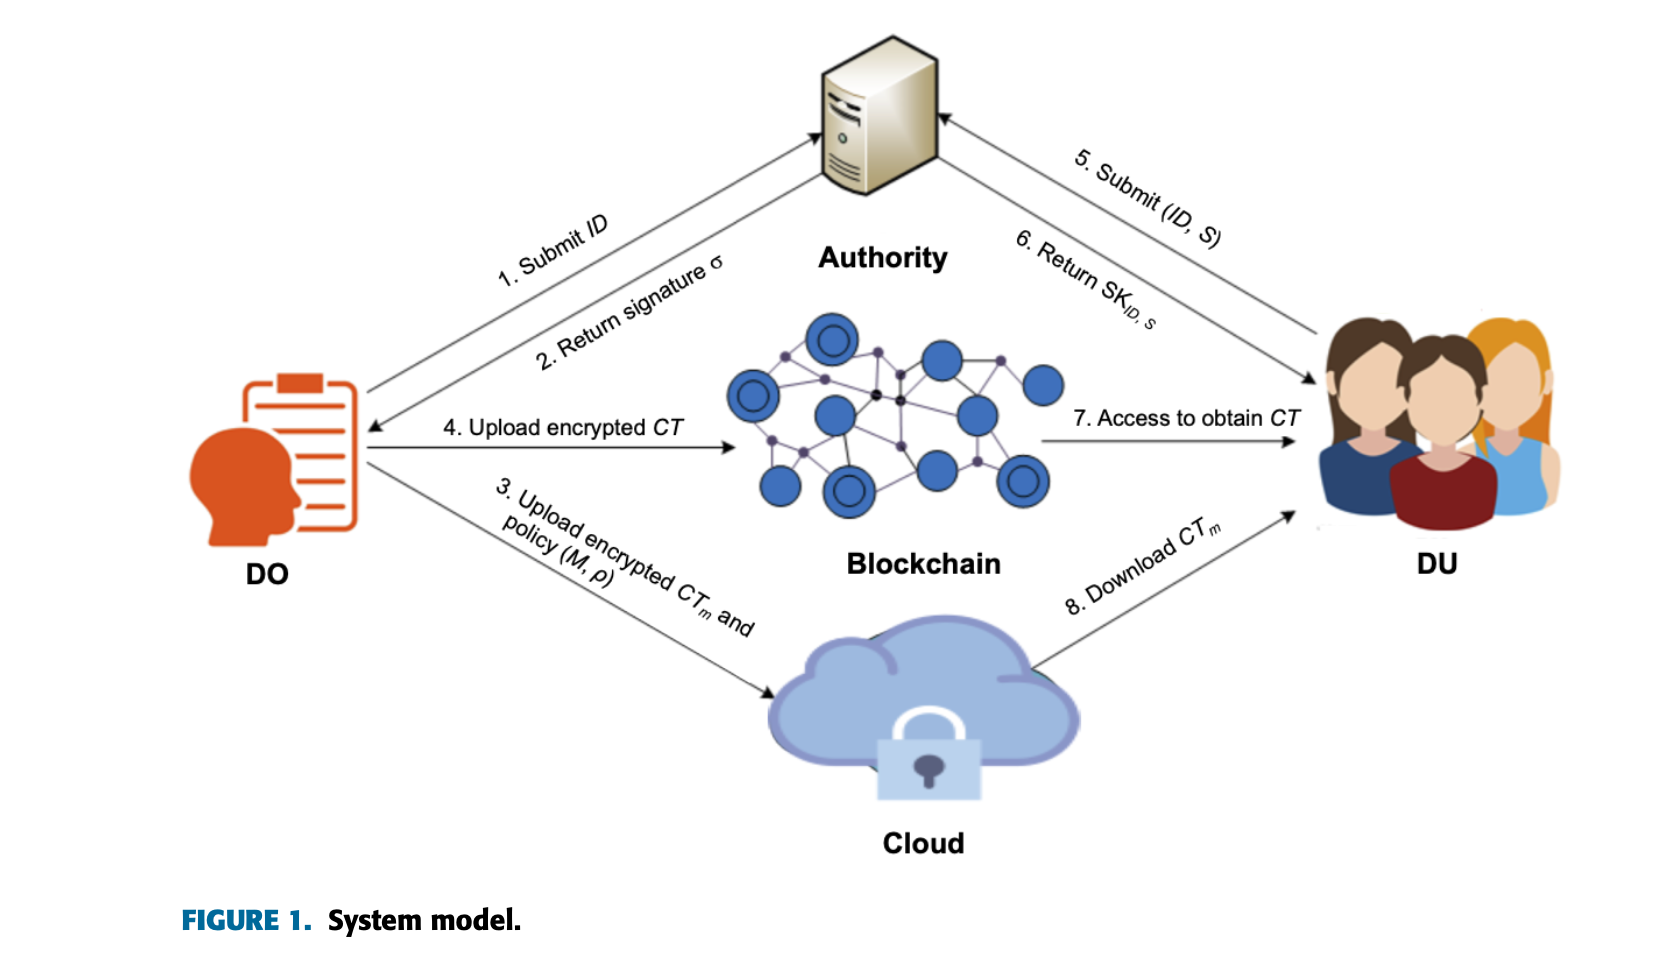 1. Submit ID
2. Return signature σ
5. Submit (ID, S)
6. Return SK_{ID, S}
Authority
4. Upload encrypted CT
7. Access to obtain CT
3. Upload encrypted CT_m and
policy (M, ρ)
8. Download CT_m
DO
Blockchain
DU
Cloud
FIGURE 1. System model.